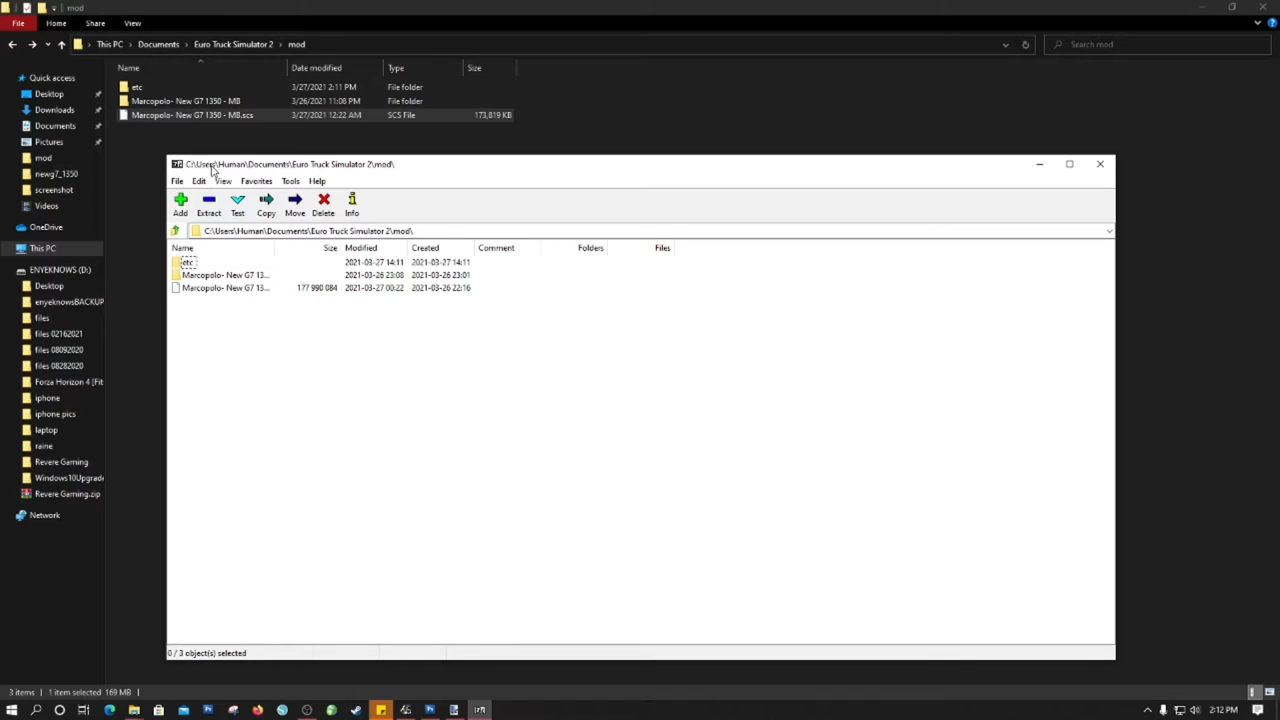 mod
File Home Share View
This PC Documents Euro Truck Simulator 2 mod
Search mod
Name Date modified Type Size
Quick access
Desktop
Downloads
Documents
Pictures
mod
newg7_1350
screenshot
Videos
OneDrive
This PC
ENYEKNOWS (D:)
Desktop
enyeknowsBACKUP
files
files 02162021
files 08092020
files 08282020
Forza Horizon 4 [Fit
iphone
iphone pics
laptop
raine
Revere Gaming
Windows10Upgrade
Revere Gaming.zip
Network
etc 3/27/2021 2:11 PM File folder
Marcopolo- New G7 1350 - MB 3/26/2021 11:08 PM File folder
Marcopolo- New G7 1350 - MB.scs 3/27/2021 12:22 AM SCS File 173,819 KB
C:\Users\Human\Documents\Euro Truck Simulator 2\mod\
File Edit View Favorites Tools Help
Add Extract Test Copy Move Delete Info
C:\Users\Human\Documents\Euro Truck Simulator 2\mod\
Name Size Modified Created Comment Folders Files
etc 2021-03-27 14:11 2021-03-27 14:11
Marcopolo- New G7 13... 2021-03-26 23:08 2021-03-26 23:01
Marcopolo- New G7 13... 177 990 084 2021-03-27 00:22 2021-03-26 22:16
0 / 3 object(s) selected
3 items 1 item selected 169 MB
2:12 PM